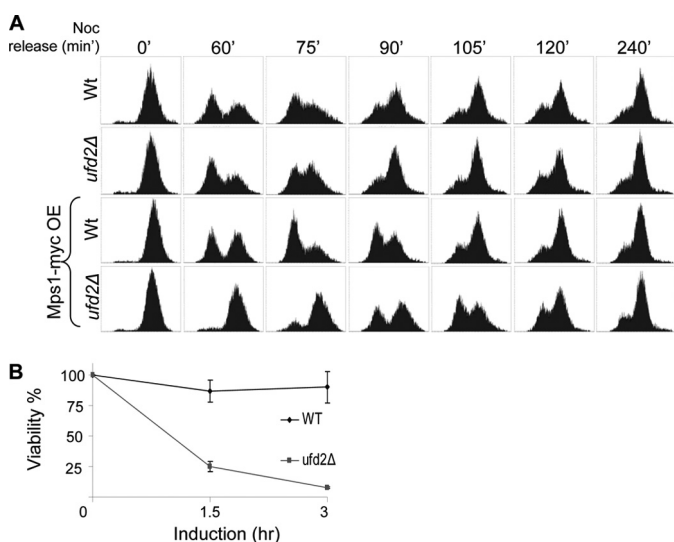 A
Noc
release (min’) 0’ 60’ 75’ 90’ 105’ 120’ 240’
Wt
ufd2Δ
Mps1-myc OE
Wt
ufd2Δ
B
Viability %
100
75
50
25
0 1.5 3
WT
ufd2Δ
Induction (hr)